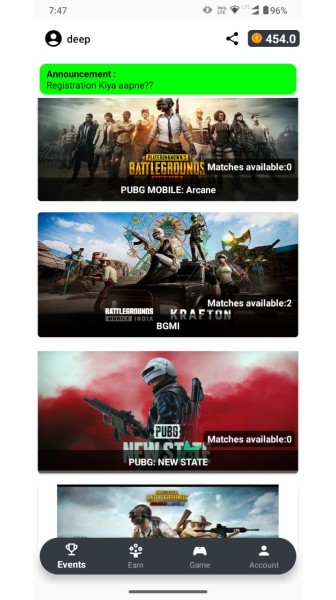 7:47
96%
deep
454.0
Announcement :
Registration Kiya aapne??
PLAYERUNKNOWN'S
BATTLEGROUNDS
Matches available:0
PUBG MOBILE: Arcane
Matches available:2
BATTLEGROUNDS
MOBILE INDIA
KRAFTON
BGMI
PUBG
NEW STATE
Matches available:0
PUBG: NEW STATE
BATTLEGROUNDS
Events
Earn
Game
Account